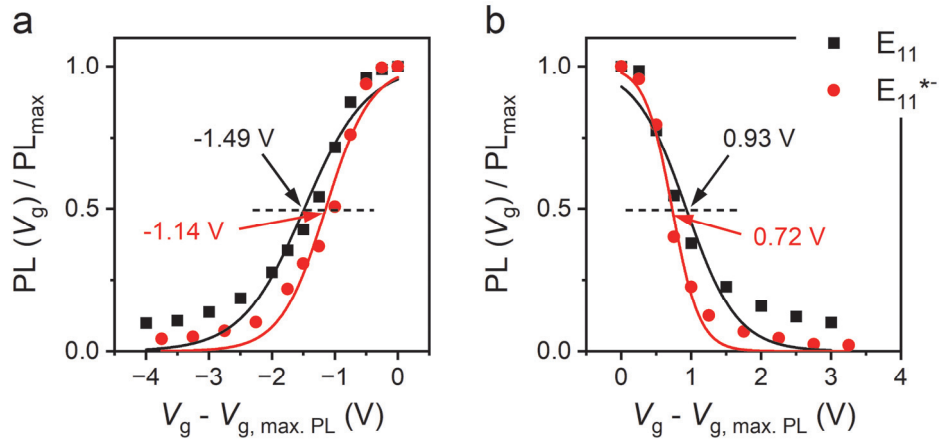 a
b
E₁₁
E₁₁*-
PL (Vg) / PLmax
1.0
0.5
0.0
-1.49 V
-1.14 V
−4 −3 −2 −1 0
Vg - Vg, max. PL (V)
PL (Vg) / PLmax
1.0
0.5
0.0
0.93 V
0.72 V
0 1 2 3 4
Vg - Vg, max. PL (V)